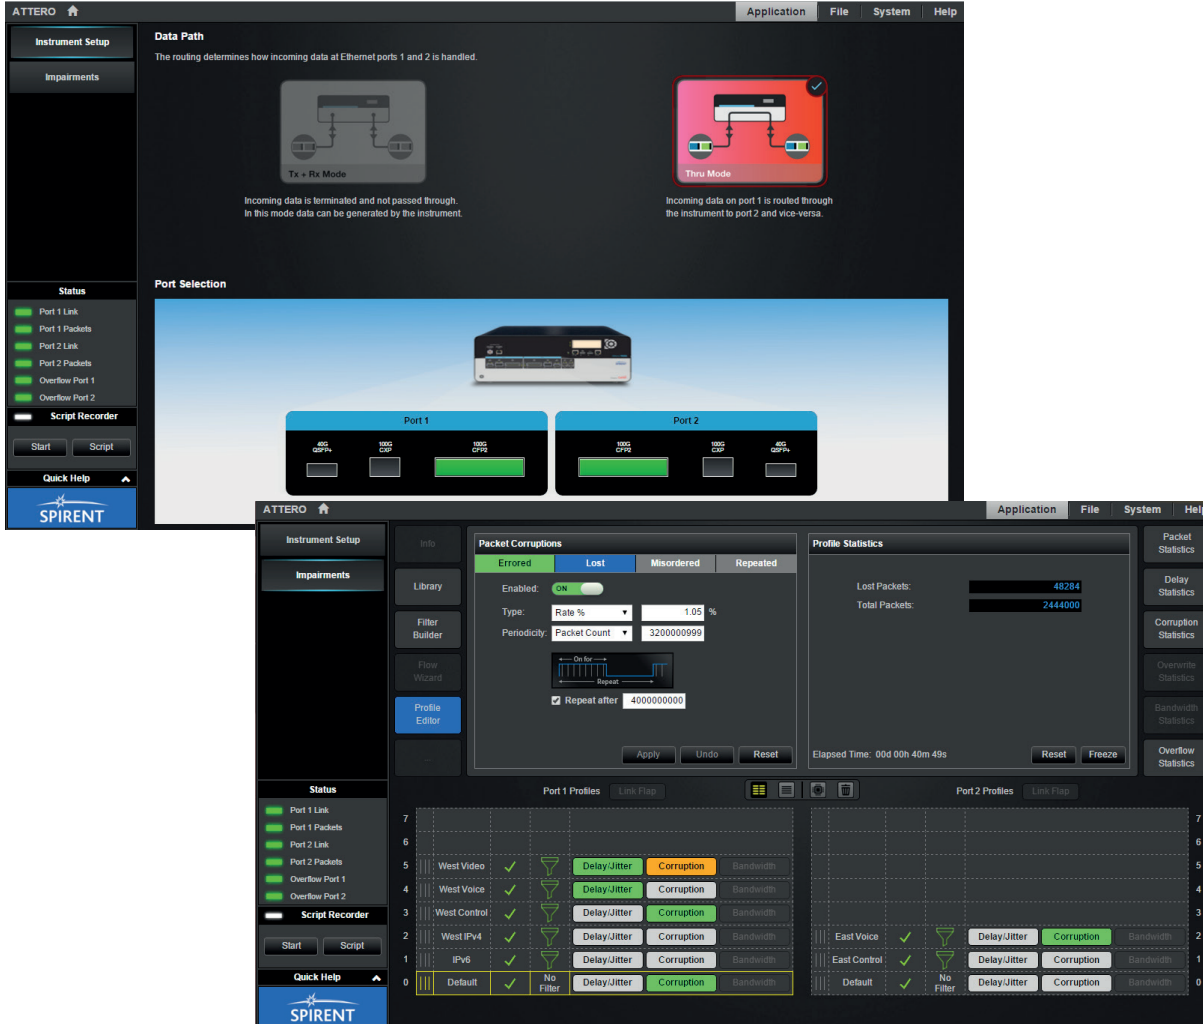 ATTERO
Application File System Help
Instrument Setup
Impairments
Data Path
The routing determines how incoming data at Ethernet ports 1 and 2 is handled.
Tx + Rx Mode
Incoming data is terminated and not passed through.
In this mode data can be generated by the instrument.
Thru Mode
Incoming data on port 1 is routed through
the instrument to port 2 and vice-versa.
Port Selection
Port 1
40G
QSFP+
100G
CXP
100G
CFP2
Port 2
100G
CFP2
100G
CXP
40G
QSFP+
Status
Port 1 Link
Port 1 Packets
Port 2 Link
Port 2 Packets
Overflow Port 1
Overflow Port 2
Script Recorder
Start Script
Quick Help
SPIRENT
ATTERO
Application File System Help
Instrument Setup
Impairments
Info
Library
Filter
Builder
Flow
Wizard
Profile
Editor
...
Packet Corruptions
Errored Lost Misordered Repeated
Enabled: ON
Type: Rate % 1.05 %
Periodicity: Packet Count 3200000999
On for
Repeat
Repeat after 4000000000
Apply Undo Reset
Profile Statistics
Lost Packets: 48284
Total Packets: 2444000
Elapsed Time: 00d 00h 40m 49s
Reset Freeze
Packet
Statistics
Delay
Statistics
Corruption
Statistics
Overwrite
Statistics
Bandwidth
Statistics
Overflow
Statistics
Status
Port 1 Link
Port 1 Packets
Port 2 Link
Port 2 Packets
Overflow Port 1
Overflow Port 2
Script Recorder
Start Script
Quick Help
SPIRENT
Port 1 Profiles Link Flap
7
6
5 West Video Delay/Jitter Corruption Bandwidth
4 West Voice Delay/Jitter Corruption Bandwidth
3 West Control Delay/Jitter Corruption Bandwidth
2 West IPv4 Delay/Jitter Corruption Bandwidth
1 IPv6 Delay/Jitter Corruption Bandwidth
0 Default No Filter Delay/Jitter Corruption Bandwidth
Port 2 Profiles Link Flap
7
6
5
4
3
East Voice Delay/Jitter Corruption Bandwidth 2
East Control Delay/Jitter Corruption Bandwidth 1
Default No Filter Delay/Jitter Corruption Bandwidth 0